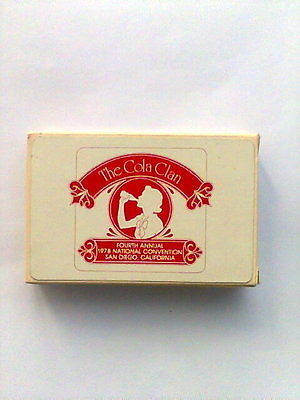 The Cola Clan
FOURTH ANNUAL
1978 NATIONAL CONVENTION
SAN DIEGO, CALIFORNIA